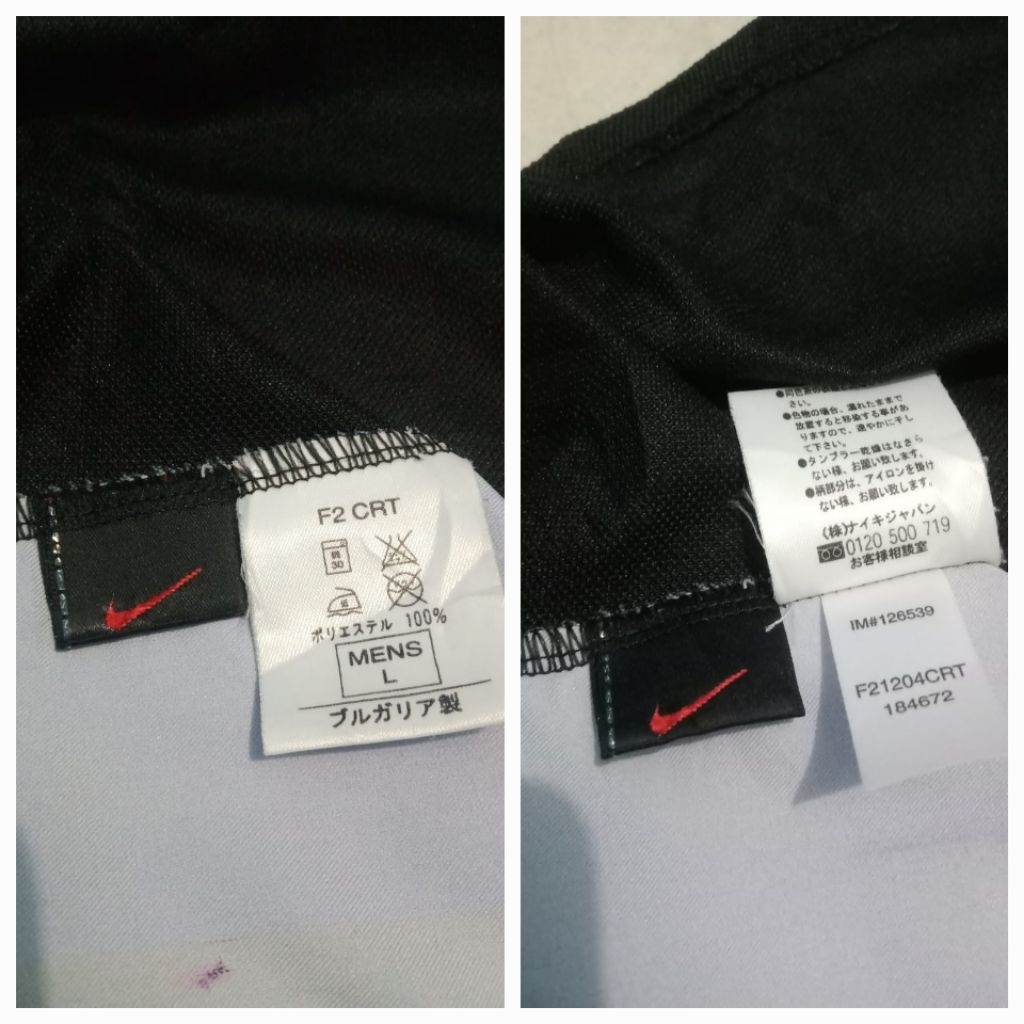 F2 CRT
弱
30
ポリエステル 100%
MENS
L
ブルガリア製
さい。
●色物の場合、濡れたままで
放置すると移染する事があ
りますので、速やかに干し
て下さい。
●タンブラー乾燥はなさら
ない様、お願い致します。
●柄部分は、アイロンを掛け
ない様、お願い致します。
(株)ナイキジャパン
0120 500 719
お客様相談室
IM#126539
F21204CRT
184672